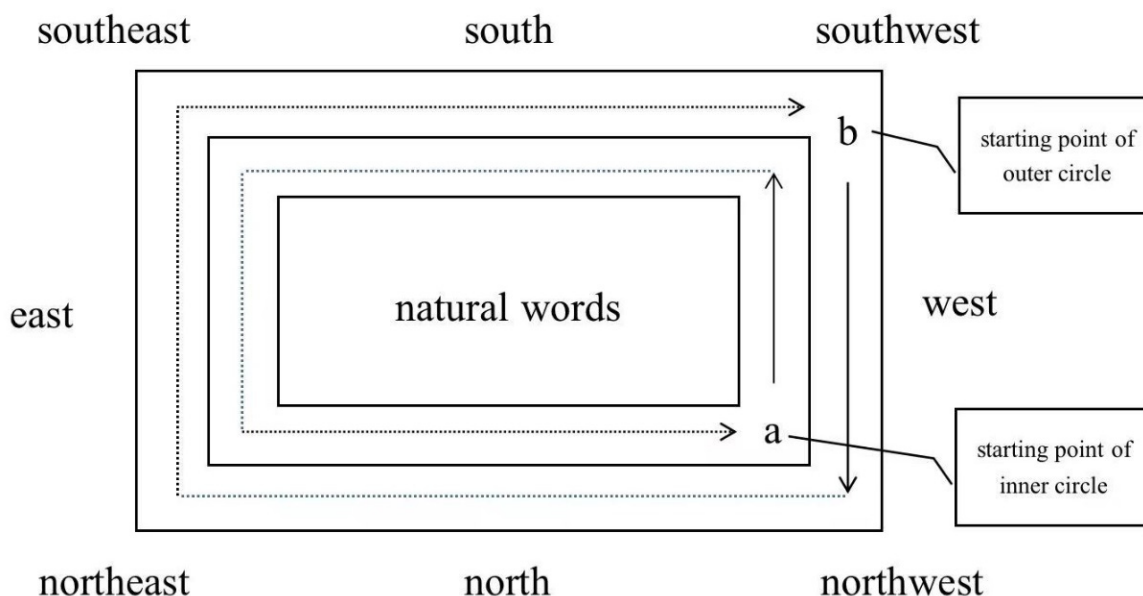 southeast south southwest
b
starting point of
outer circle
east
natural words
west
a
starting point of
inner circle
northeast north northwest